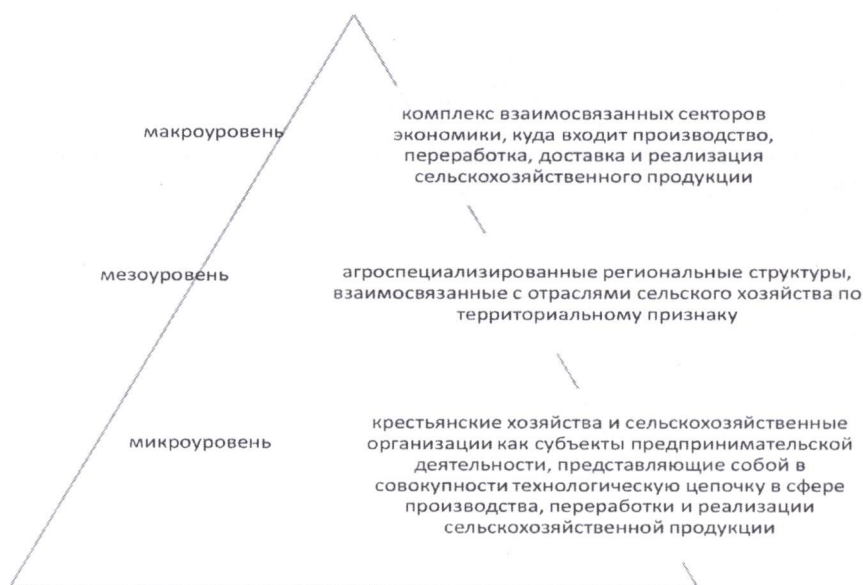 макроуровень
комплекс взаимосвязанных секторов
экономики, куда входит производство,
переработка, доставка и реализация
сельскохозяйственного продукции
мезоуровень
агроспециализированные региональные структуры,
взаимосвязанные с отраслями сельского хозяйства по
территориальному признаку
микроуровень
крестьянские хозяйства и сельскохозяйственные
организации как субъекты предпринимательской
деятельности, представляющие собой в
совокупности технологическую цепочку в сфере
производства, переработки и реализации
сельскохозяйственной продукции